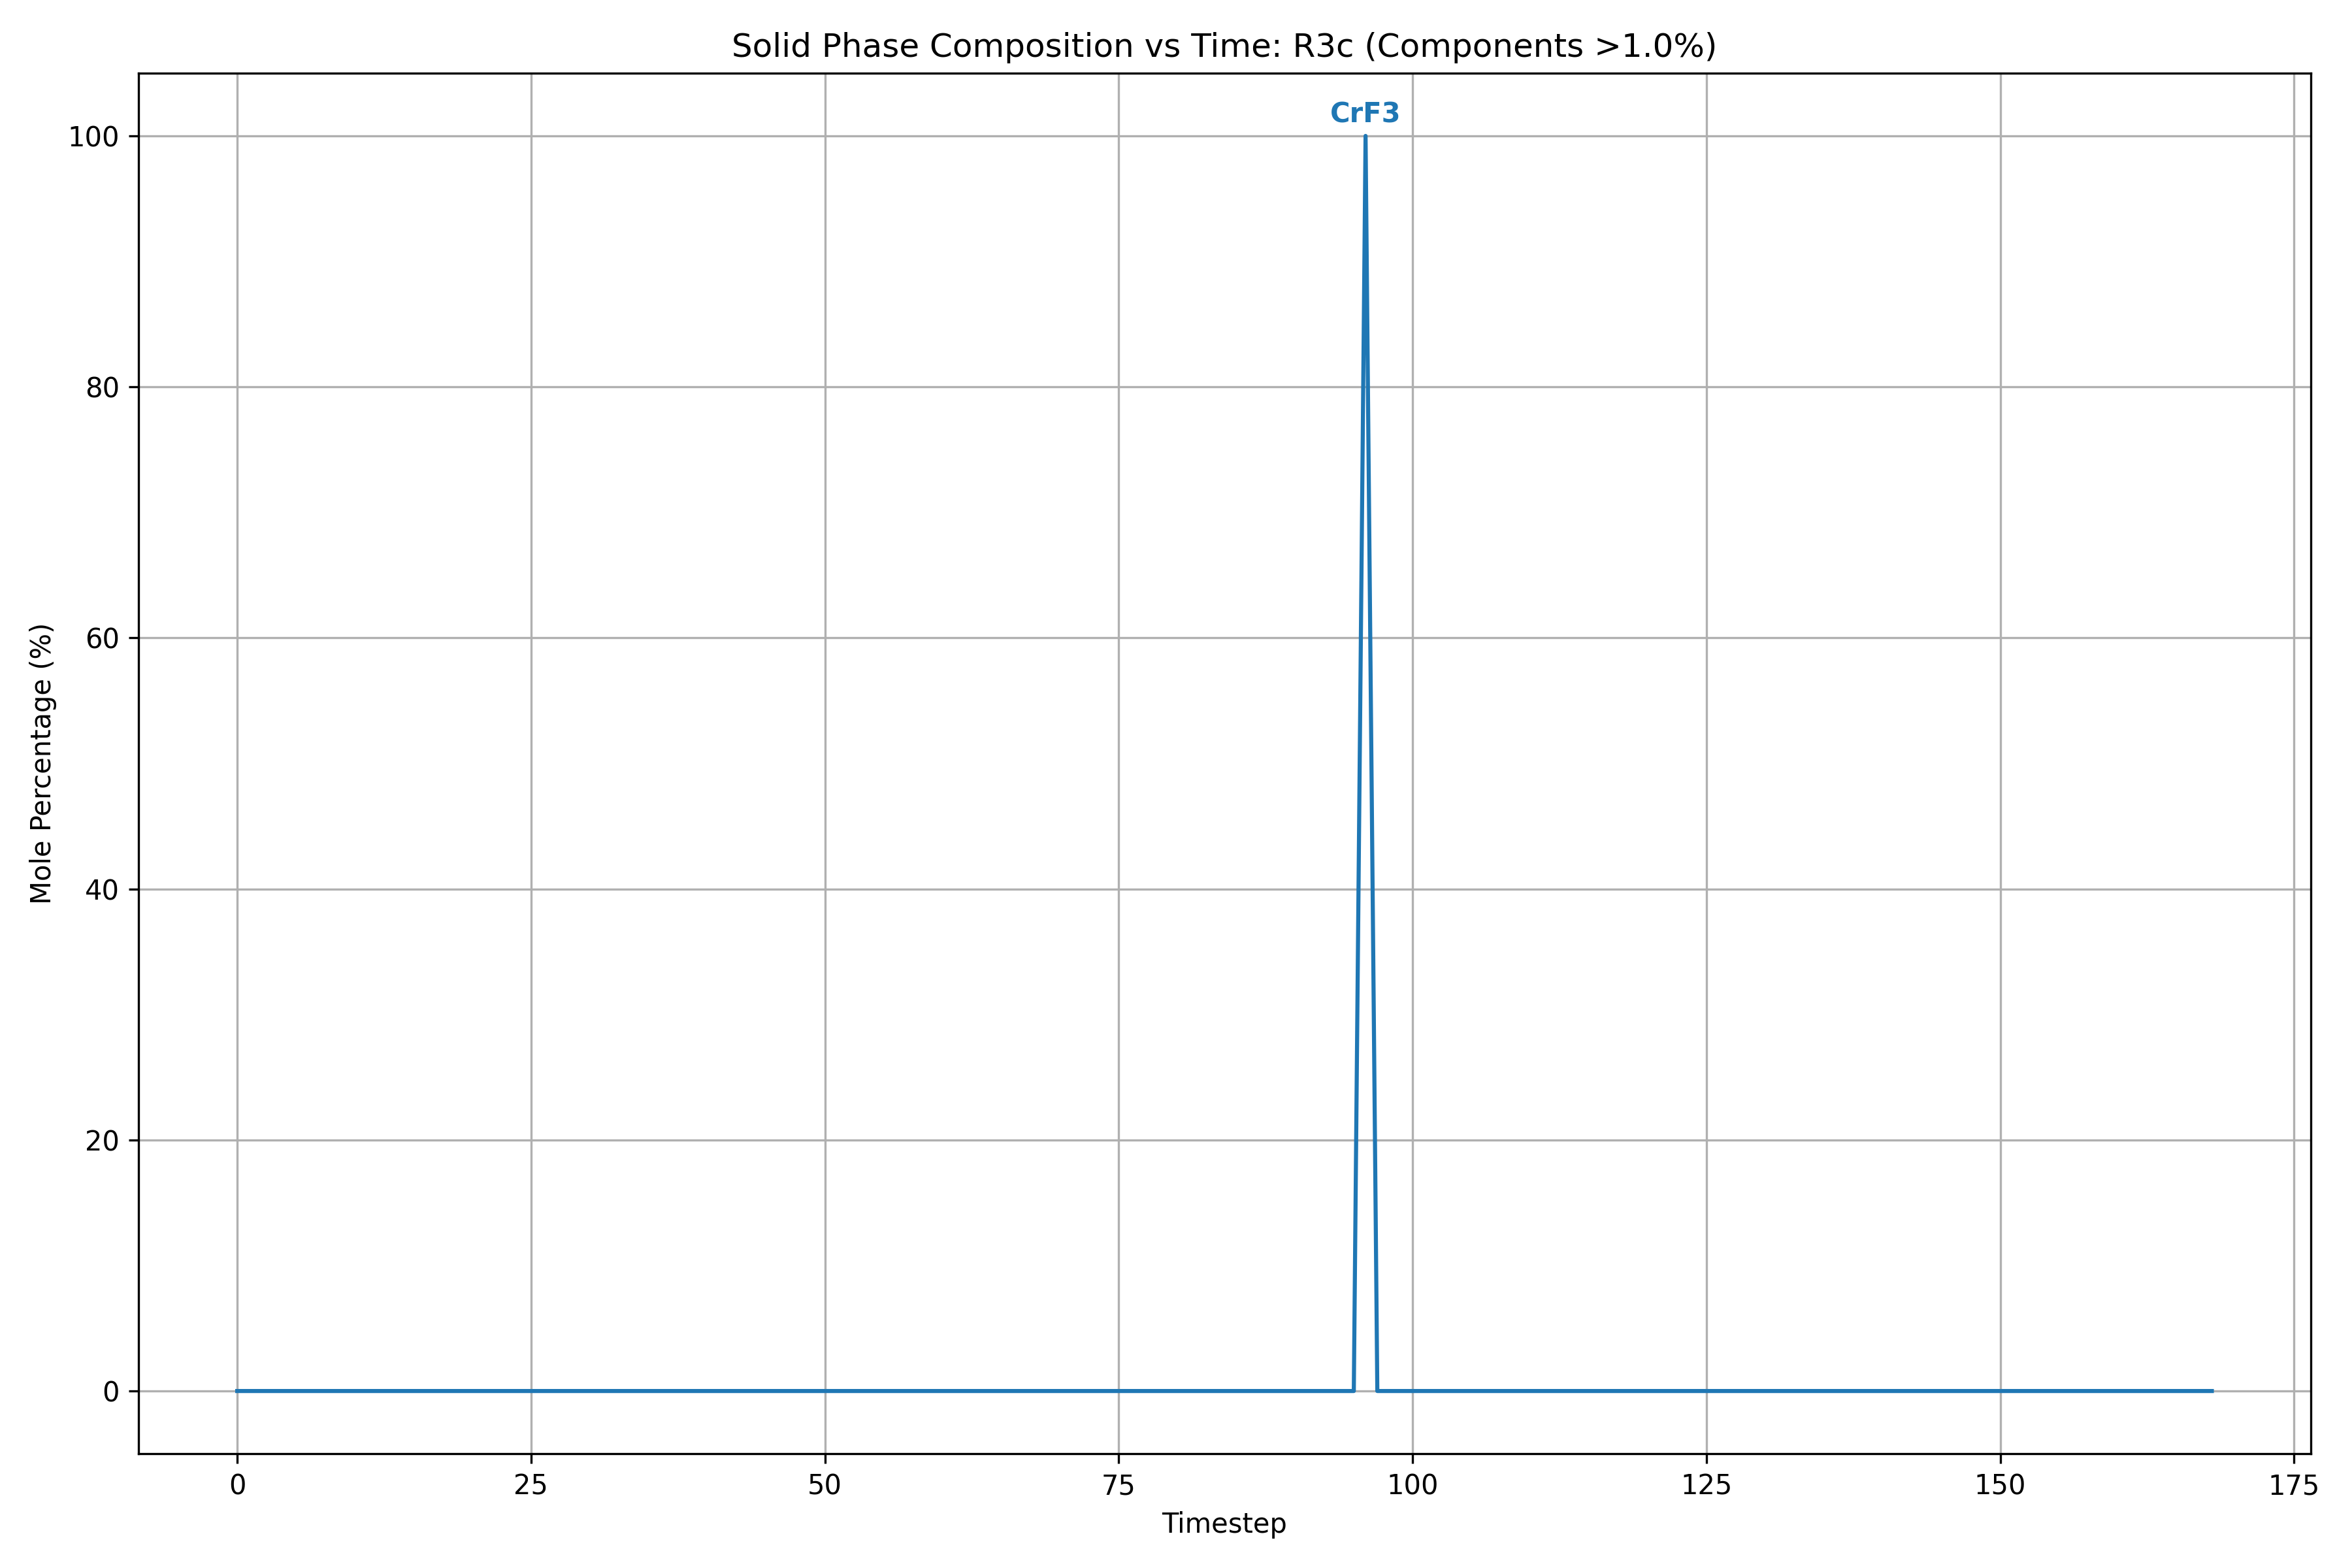 Solid Phase Composition vs Time: R3c (Components >1.0%)
CrF3
100
80
60
40
20
0
Mole Percentage (%)
0 25 50 75 100 125 150 175
Timestep